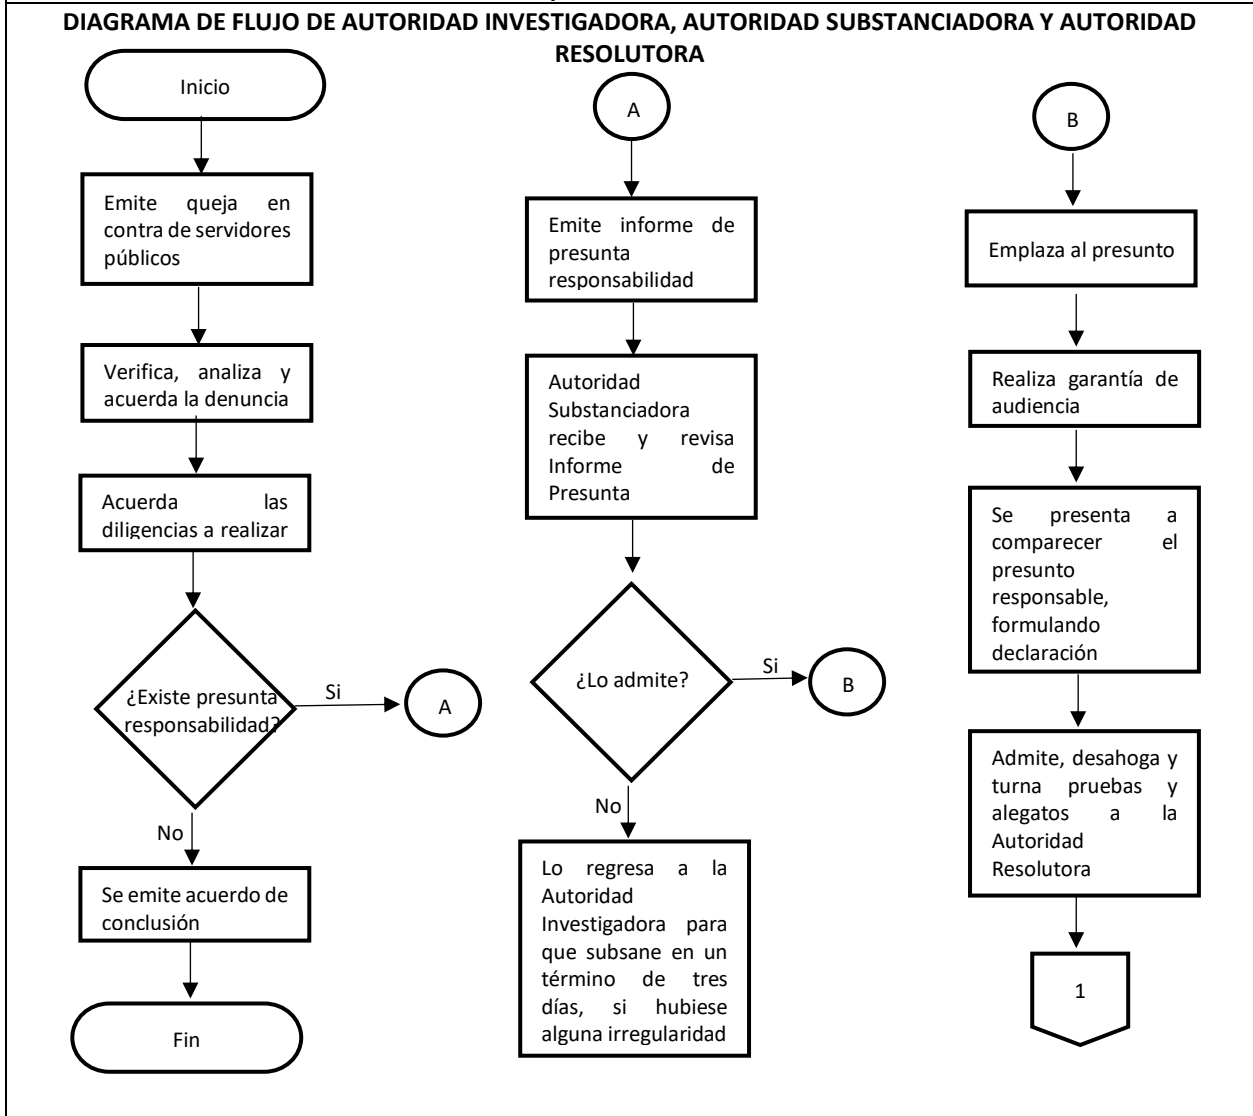 DIAGRAMA DE FLUJO DE AUTORIDAD INVESTIGADORA, AUTORIDAD SUBSTANCIADORA Y AUTORIDAD
RESOLUTORA
Inicio
Emite queja en
contra de servidores
públicos
Verifica, analiza y
acuerda la denuncia
Acuerda las
diligencias a realizar
¿Existe presunta
responsabilidad?
Si
A
No
Se emite acuerdo de
conclusión
Fin
A
Emite informe de
presunta
responsabilidad
Autoridad
Substanciadora
recibe y revisa
Informe de
Presunta
¿Lo admite?
Si
B
No
Lo regresa a la
Autoridad
Investigadora para
que subsane en un
término de tres
días, si hubiese
alguna irregularidad
B
Emplaza al presunto
Realiza garantía de
audiencia
Se presenta a
comparecer el
presunto
responsable,
formulando
declaración
Admite, desahoga y
turna pruebas y
alegatos a la
Autoridad
Resolutora
1